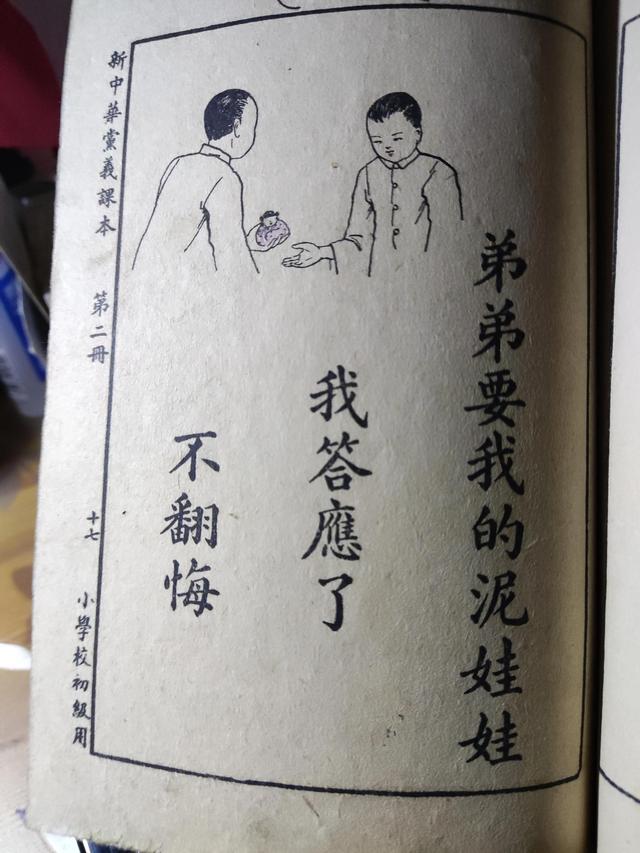 弟弟要我的泥娃娃
我答應了
不翻悔
新中華黨義課本 第二冊 十七 小學校初級用